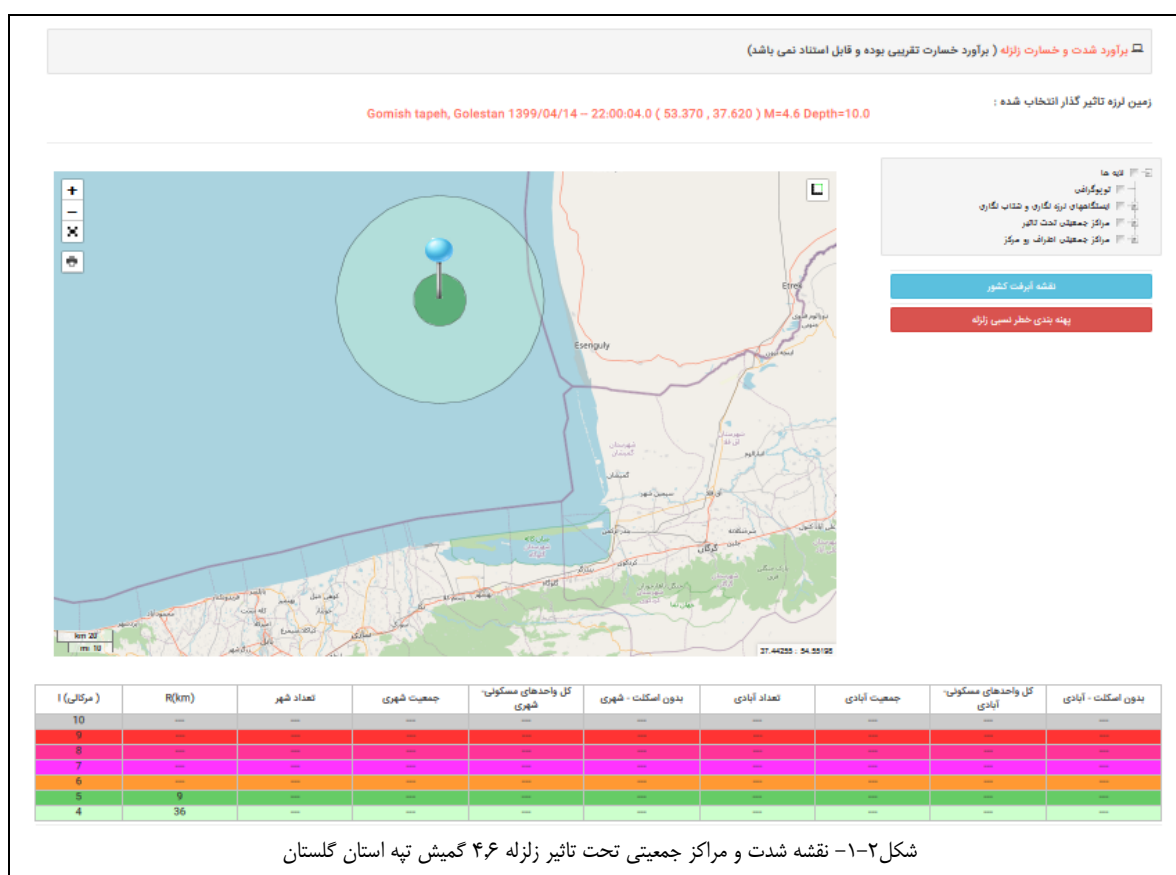 برآورد شدت و خسارت زلزله ( برآورد خسارت تقریبی بوده و قابل استناد نمی باشد)
زمین لرزه تاثیر گذار انتخاب شده :
Gomish tapeh, Golestan 1399/04/14 – 22:00:04.0 ( 53.370 , 37.620 ) M=4.6 Depth=10.0
لایه ها
توپوگرافی
ایستگاههای لرزه نگاری و شتاب نگاری
مراکز جمعیتی تحت تاثیر
مراکز جمعیتی اطراف رو مرکز
نقشه آبرفت کشور
پهنه بندی خطر نسبی زلزله
+
−
Etrek
Esenguly
شهرستان
گمیشان
گمیشان
سیمین شهر
گرگان
km 20
mi 10
37.44255 : 54.55195
I (مرکالی) R(km) تعداد شهر جمعیت شهری کل واحدهای مسکونی- شهری بدون اسکلت - شهری تعداد آبادی جمعیت آبادی کل واحدهای مسکونی- آبادی بدون اسکلت - آبادی
10 --- --- --- --- --- --- --- --- ---
9 --- --- --- --- --- --- --- --- ---
8 --- --- --- --- --- --- --- --- ---
7 --- --- --- --- --- --- --- --- ---
6 --- --- --- --- --- --- --- --- ---
5 9 --- --- --- --- --- --- --- ---
4 36 --- --- --- --- --- --- --- ---
شکل۲-۱- نقشه شدت و مراکز جمعیتی تحت تاثیر زلزله ۴٫۶ گمیش تپه استان گلستان